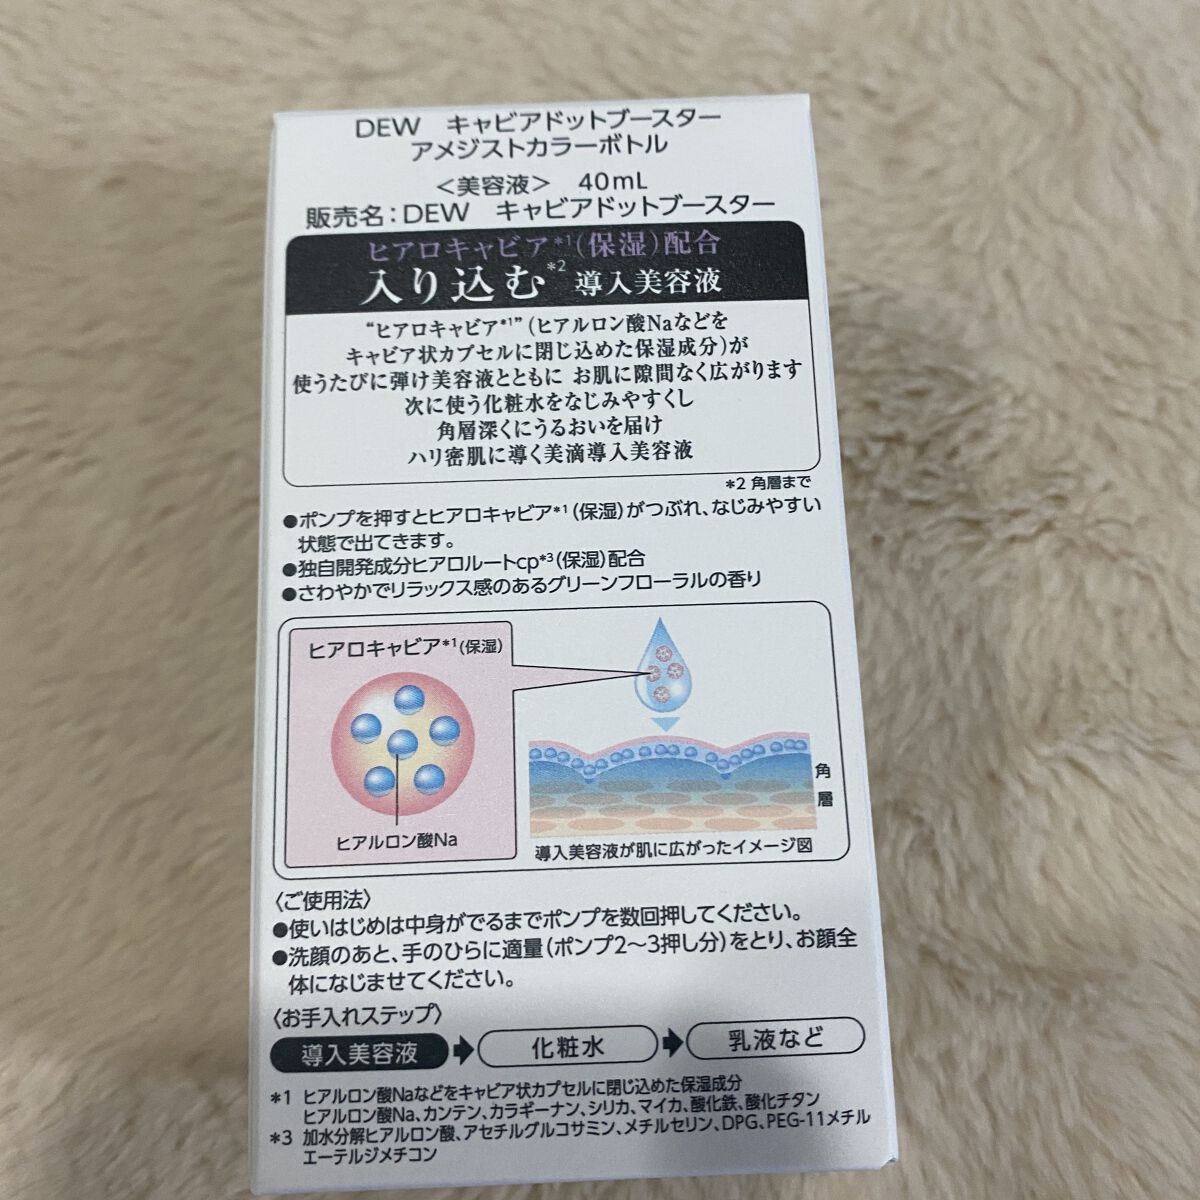 DEW　キャビアドットブースター
アメジストカラーボトル
＜美容液＞　40mL
販売名：DEW　キャビアドットブースター
ヒアロキャビア*1(保湿)配合
入り込む*2 導入美容液
“ヒアロキャビア*1”(ヒアルロン酸Naなどを
キャビア状カプセルに閉じ込めた保湿成分)が
使うたびに弾け美容液とともに お肌に隙間なく広がります
次に使う化粧水をなじみやすくし
角層深くにうるおいを届け
ハリ密肌に導く美滴導入美容液
*2 角層まで
●ポンプを押すとヒアロキャビア*1(保湿)がつぶれ、なじみやすい
状態で出てきます。
●独自開発成分ヒアロルートcp*3(保湿)配合
●さわやかでリラックス感のあるグリーンフローラルの香り
ヒアロキャビア*1(保湿)
ヒアルロン酸Na
角
層
導入美容液が肌に広がったイメージ図
〈ご使用法〉
●使いはじめは中身がでるまでポンプを数回押してください。
●洗顔のあと、手のひらに適量(ポンプ2～3押し分)をとり、お顔全
体になじませてください。
〈お手入れステップ〉
導入美容液 → 化粧水 → 乳液など
*1 ヒアルロン酸Naなどをキャビア状カプセルに閉じ込めた保湿成分
ヒアルロン酸Na、カンテン、カラギーナン、シリカ、マイカ、酸化鉄、酸化チタン
*3 加水分解ヒアルロン酸、アセチルグルコサミン、メチルセリン、DPG、PEG-11メチル
エーテルジメチコン